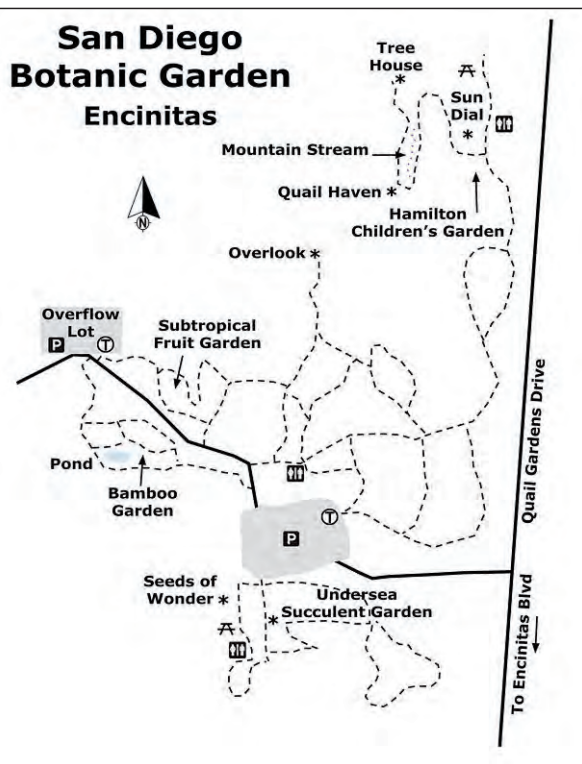 San Diego
Botanic Garden
Encinitas
Tree
House
Sun
Dial
Mountain Stream
Quail Haven
Hamilton
Children's Garden
N
Overlook
Overflow
Lot
P
T
Subtropical
Fruit Garden
Quail Gardens Drive
Pond
Bamboo
Garden
T
P
Seeds of
Wonder
Undersea
Succulent Garden
To Encinitas Blvd